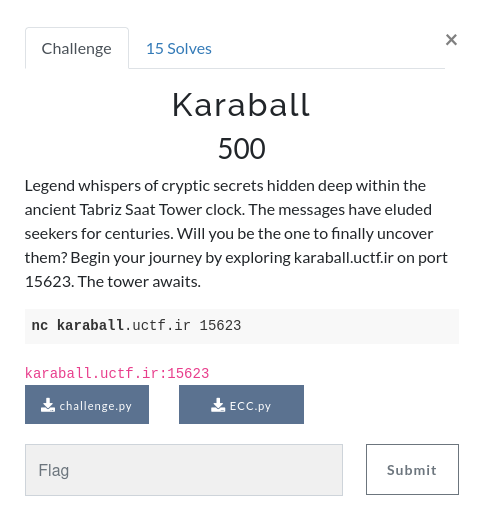 ×
Challenge
15 Solves
Karaball
500
Legend whispers of cryptic secrets hidden deep within the
ancient Tabriz Saat Tower clock. The messages have eluded
seekers for centuries. Will you be the one to finally uncover
them? Begin your journey by exploring karaball.uctf.ir on port
15623. The tower awaits.
nc karaball.uctf.ir 15623
karaball.uctf.ir:15623
challenge.py
ECC.py
Flag
Submit